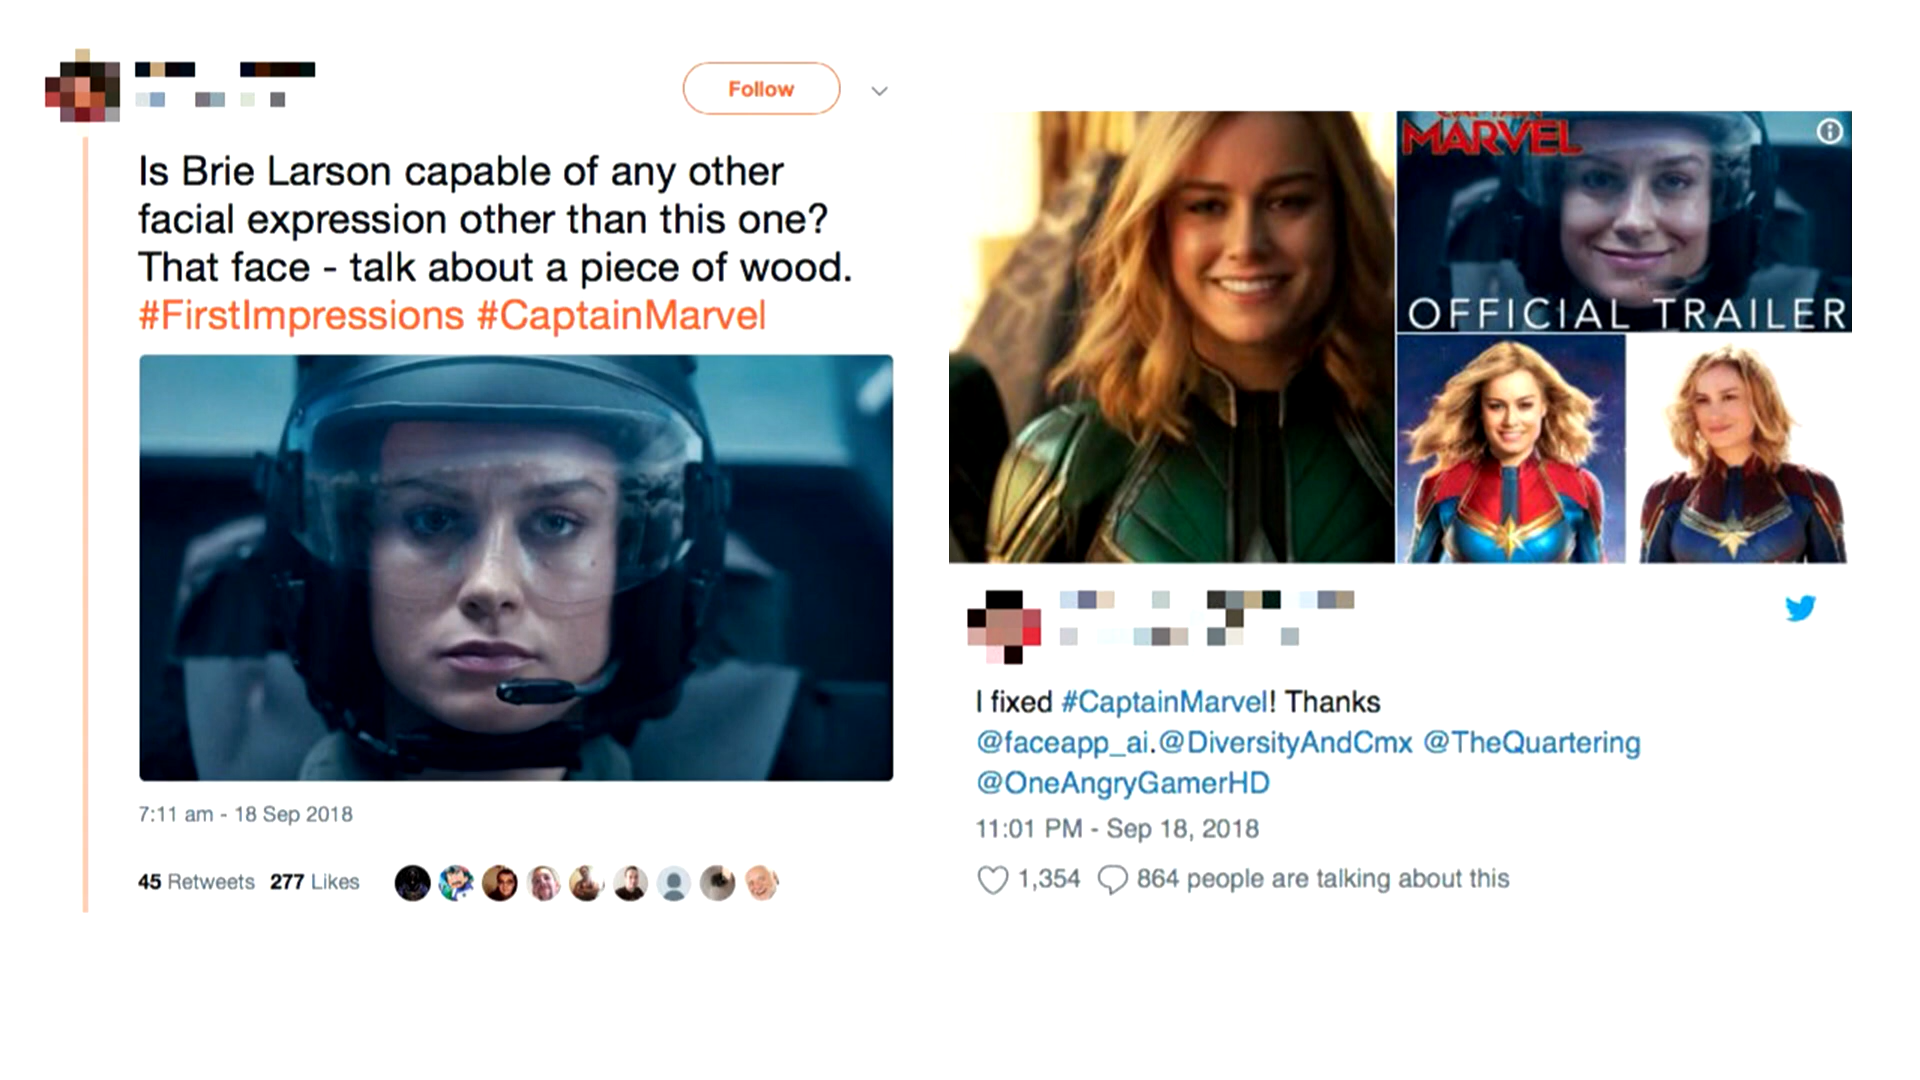 Follow
Is Brie Larson capable of any other
facial expression other than this one?
That face - talk about a piece of wood.
#FirstImpressions #CaptainMarvel
7:11 am - 18 Sep 2018
45 Retweets 277 Likes
CAPTAIN
MARVEL
OFFICIAL TRAILER
I fixed #CaptainMarvel! Thanks
@faceapp_ai.@DiversityAndCmx @TheQuartering
@OneAngryGamerHD
11:01 PM - Sep 18, 2018
1,354 864 people are talking about this